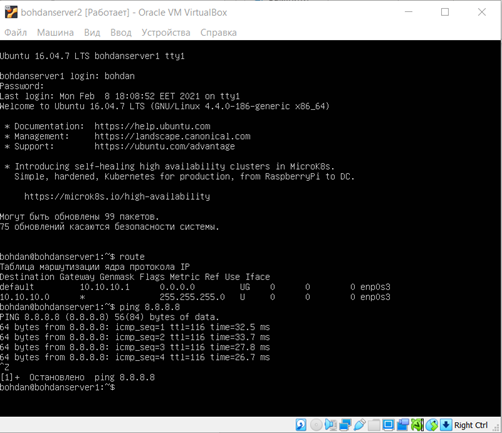 bohdanserver2 [Работает] - Oracle VM VirtualBox
Файл Машина Вид Ввод Устройства Справка
Ubuntu 16.04.7 LTS bohdanserver1 tty1
bohdanserver1 login: bohdan
Password:
Last login: Mon Feb  8 18:08:52 EET 2021 on tty1
Welcome to Ubuntu 16.04.7 LTS (GNU/Linux 4.4.0-186-generic x86_64)
* Documentation:  https://help.ubuntu.com
* Management:     https://landscape.canonical.com
* Support:        https://ubuntu.com/advantage
* Introducing self-healing high availability clusters in MicroK8s.
Simple, hardened, Kubernetes for production, from RaspberryPi to DC.
https://microk8s.io/high-availability
Могут быть обновлены 99 пакетов.
75 обновлений касаются безопасности системы.
bohdan@bohdanserver1:~$ route
Таблица маршутизации ядра протокола IP
Destination Gateway Genmask Flags Metric Ref Use Iface
default 10.10.10.1 0.0.0.0 UG 0 0 0 enp0s3
10.10.10.0 * 255.255.255.0 U 0 0 0 enp0s3
bohdan@bohdanserver1:~$ ping 8.8.8.8
PING 8.8.8.8 (8.8.8.8) 56(84) bytes of data.
64 bytes from 8.8.8.8: icmp_seq=1 ttl=116 time=32.5 ms
64 bytes from 8.8.8.8: icmp_seq=2 ttl=116 time=33.7 ms
64 bytes from 8.8.8.8: icmp_seq=3 ttl=116 time=27.8 ms
64 bytes from 8.8.8.8: icmp_seq=4 ttl=116 time=26.7 ms
^Z
[1]+  Остановлено  ping 8.8.8.8
bohdan@bohdanserver1:~$
Right Ctrl